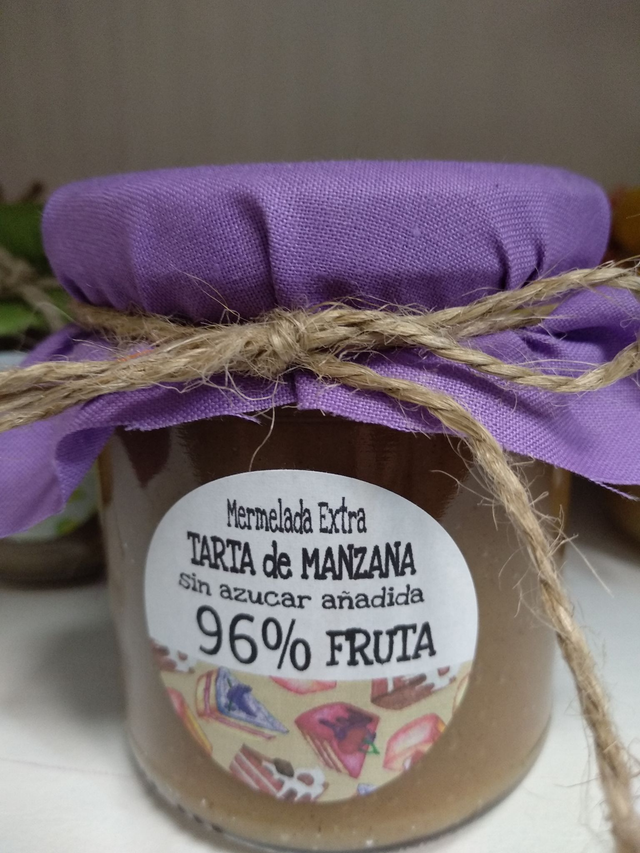 Mermelada Extra
TARTA de MANZANA
sin azucar añadida
96% FRUTA